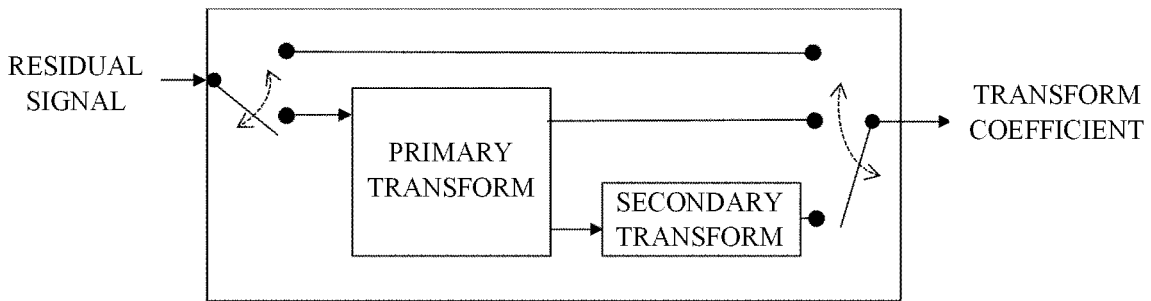 RESIDUAL
SIGNAL
PRIMARY
TRANSFORM
SECONDARY
TRANSFORM
TRANSFORM
COEFFICIENT